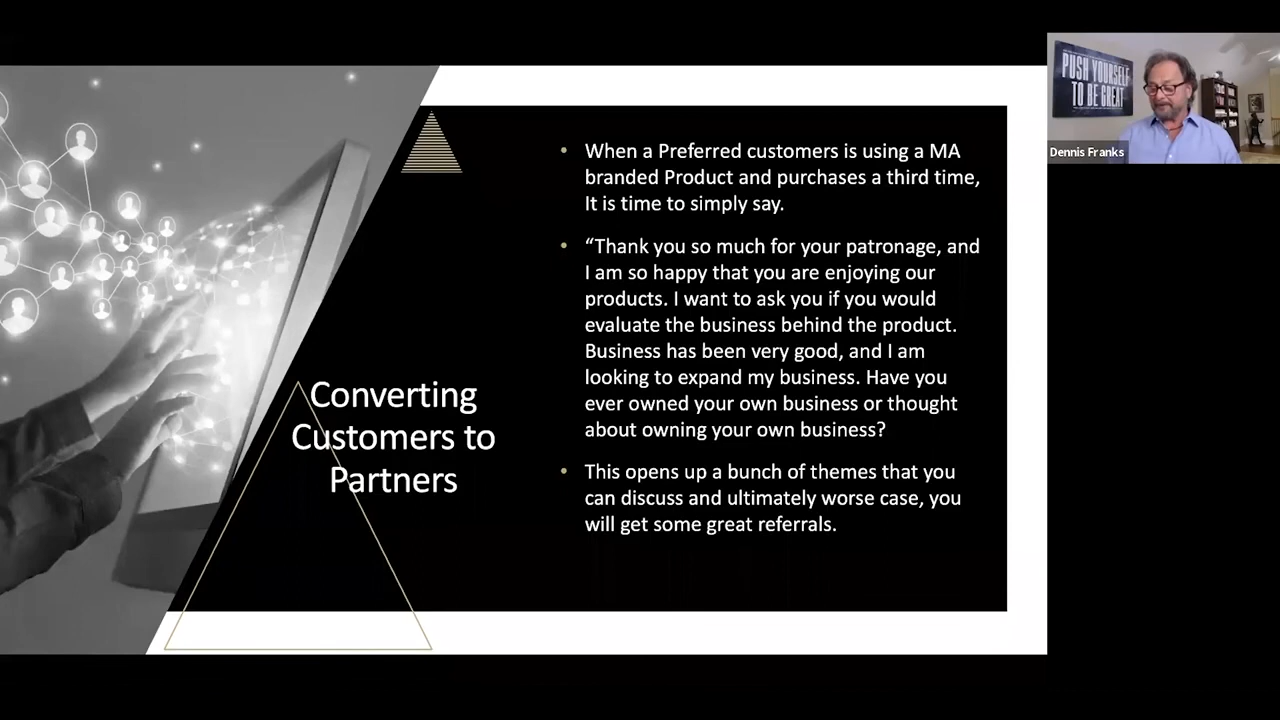 Converting
Customers to
Partners
• When a Preferred customers is using a MA
branded Product and purchases a third time,
It is time to simply say.
• “Thank you so much for your patronage, and
I am so happy that you are enjoying our
products. I want to ask you if you would
evaluate the business behind the product.
Business has been very good, and I am
looking to expand my business. Have you
ever owned your own business or thought
about owning your own business?
• This opens up a bunch of themes that you
can discuss and ultimately worse case, you
will get some great referrals.
PUSH YOURSELF
TO BE GREAT
Dennis Franks